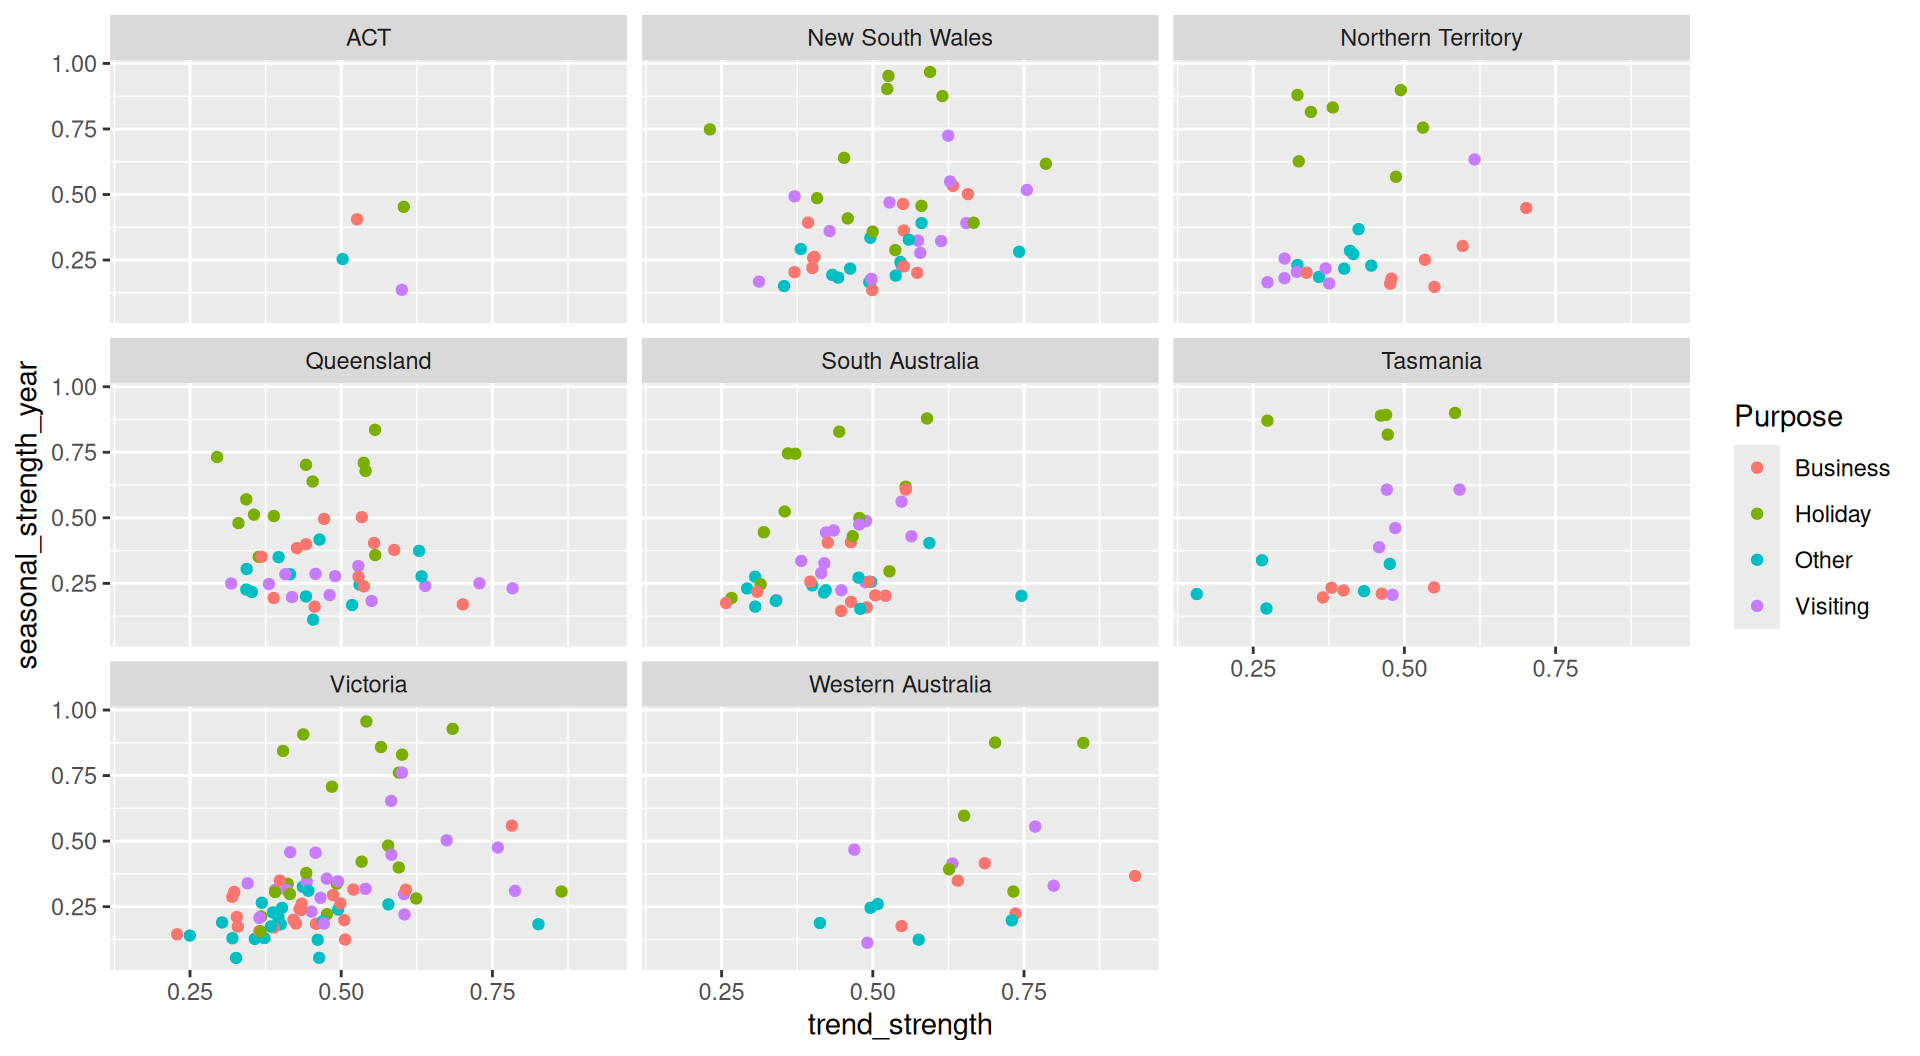 ACT
New South Wales
Northern Territory
1.00
0.75
0.50
0.25
Queensland
South Australia
Tasmania
1.00
0.75
0.50
0.25
0.25 0.50 0.75
Victoria
Western Australia
1.00
0.75
0.50
0.25
0.25 0.50 0.75
0.25 0.50 0.75
trend_strength
seasonal_strength_year
Purpose
Business
Holiday
Other
Visiting